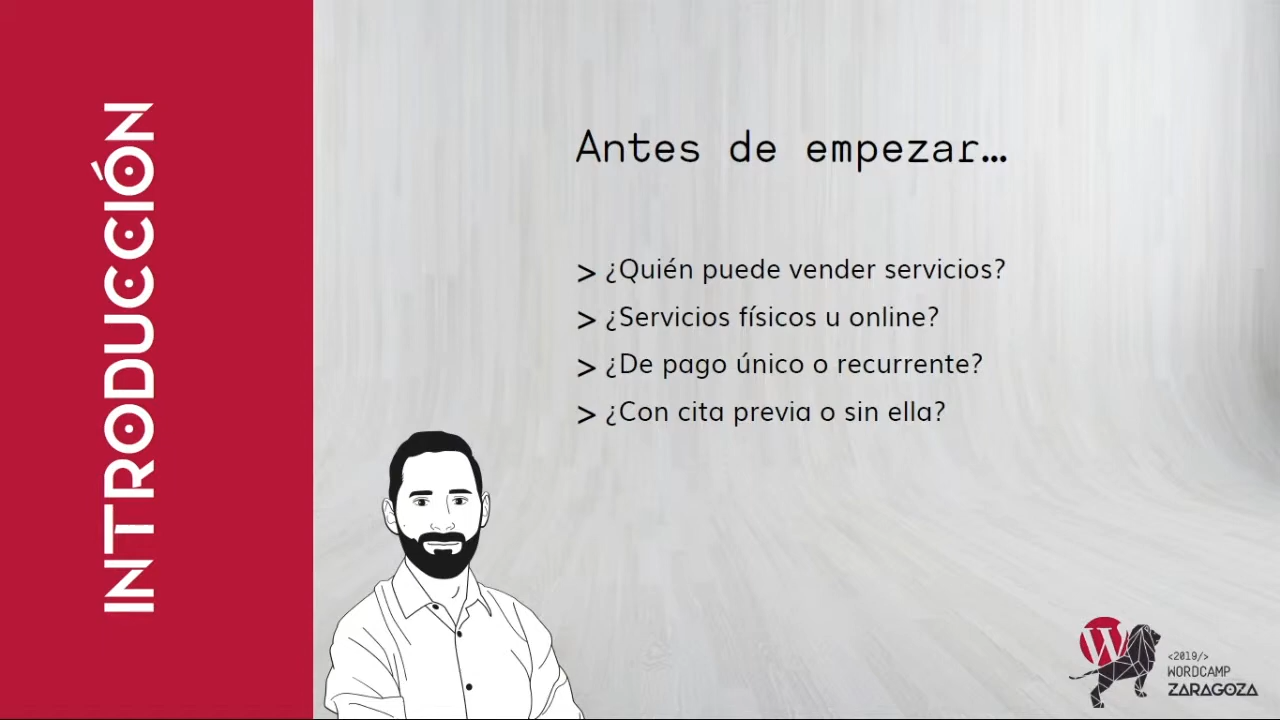 INTRODUCCIÓN
Antes de empezar...
> ¿Quién puede vender servicios?
> ¿Servicios físicos u online?
> ¿De pago único o recurrente?
> ¿Con cita previa o sin ella?
W
<2019/>
WORDCAMP
ZARAGOZA